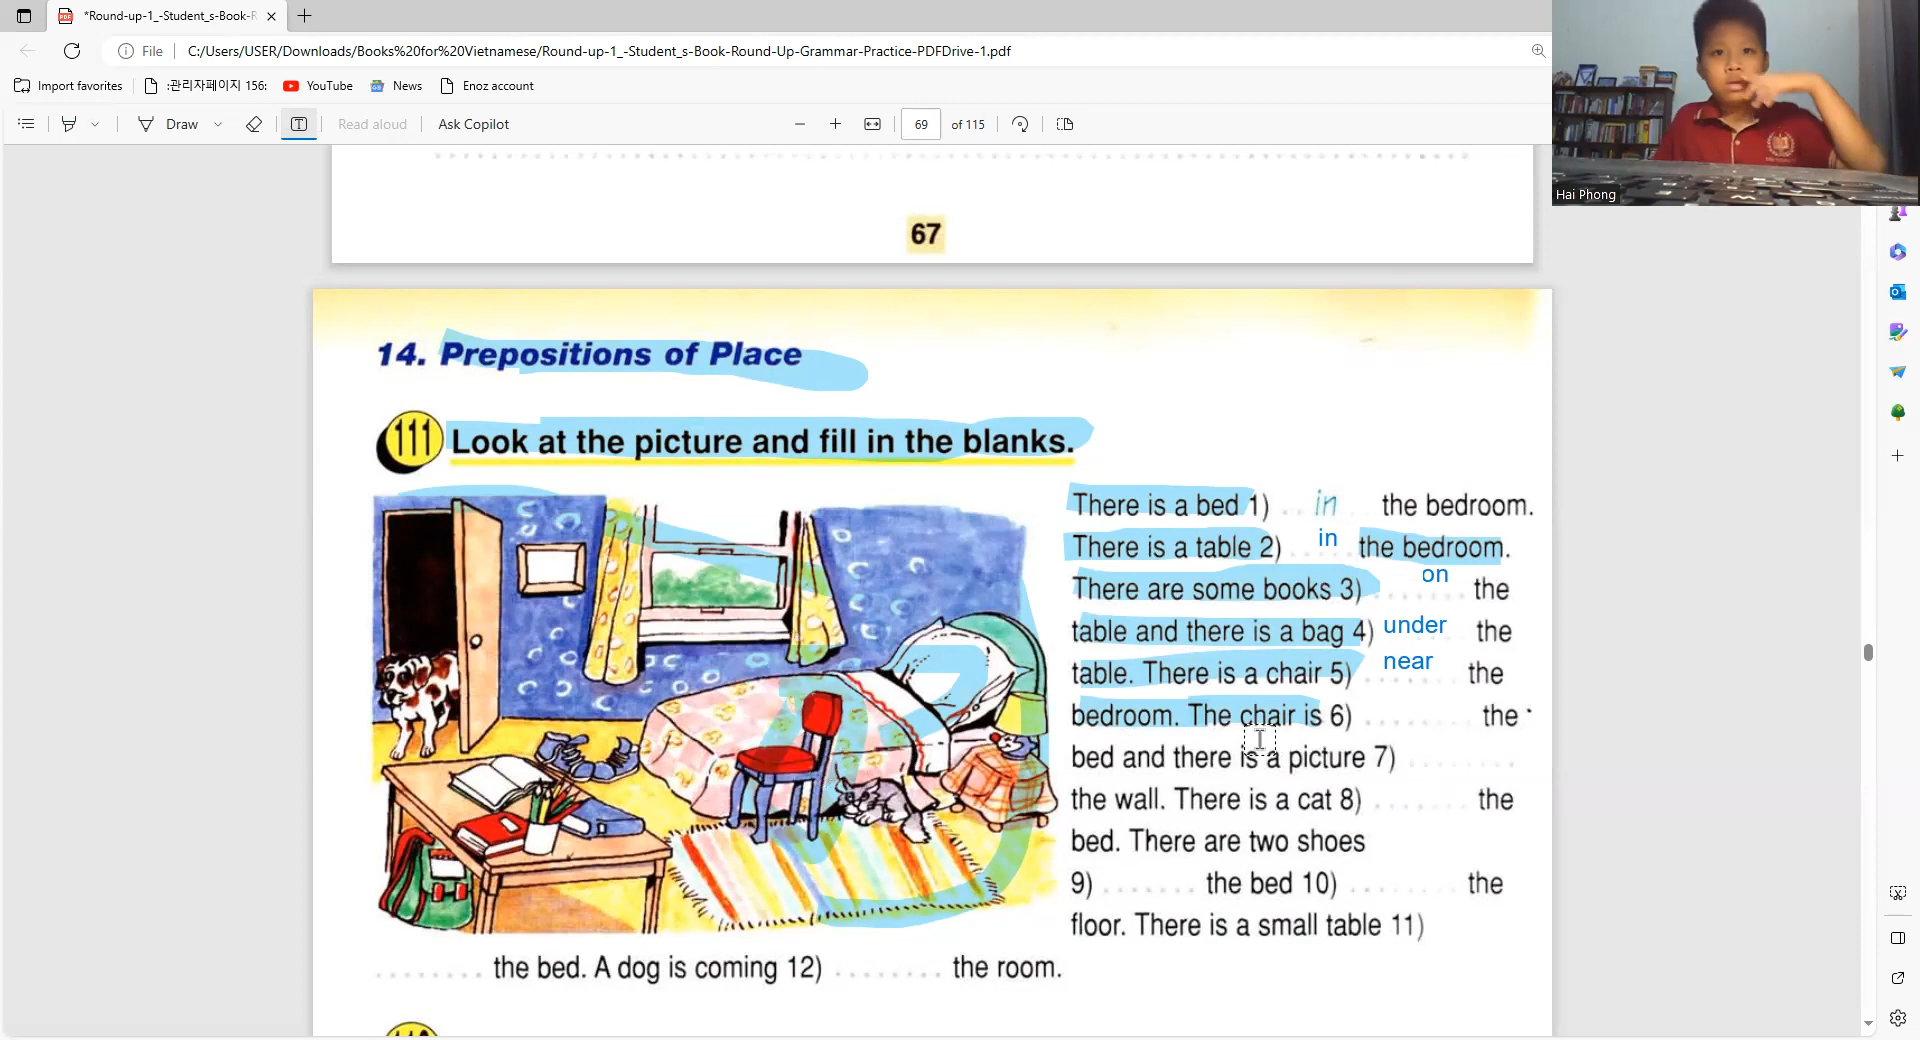 *Round-up-1_-Student_s-Book-R
File
C:/Users/USER/Downloads/Books%20for%20Vietnamese/Round-up-1_-Student_s-Book-Round-Up-Grammar-Practice-PDFDrive-1.pdf
Import favorites
:관리자페이지 156:
YouTube
News
Enoz account
Draw
Read aloud
Ask Copilot
69
of 115
Hai Phong
67
14. Prepositions of Place
111
Look at the picture and fill in the blanks.
There is a bed 1) in the bedroom.
There is a table 2) in the bedroom.
There are some books 3) on the
table and there is a bag 4) under the
table. There is a chair 5) near the
bedroom. The chair is 6) ........ the
bed and there is a picture 7) ........
the wall. There is a cat 8) ........ the
bed. There are two shoes
9) ........ the bed 10) ........ the
floor. There is a small table 11)
........ the bed. A dog is coming 12) ........ the room.